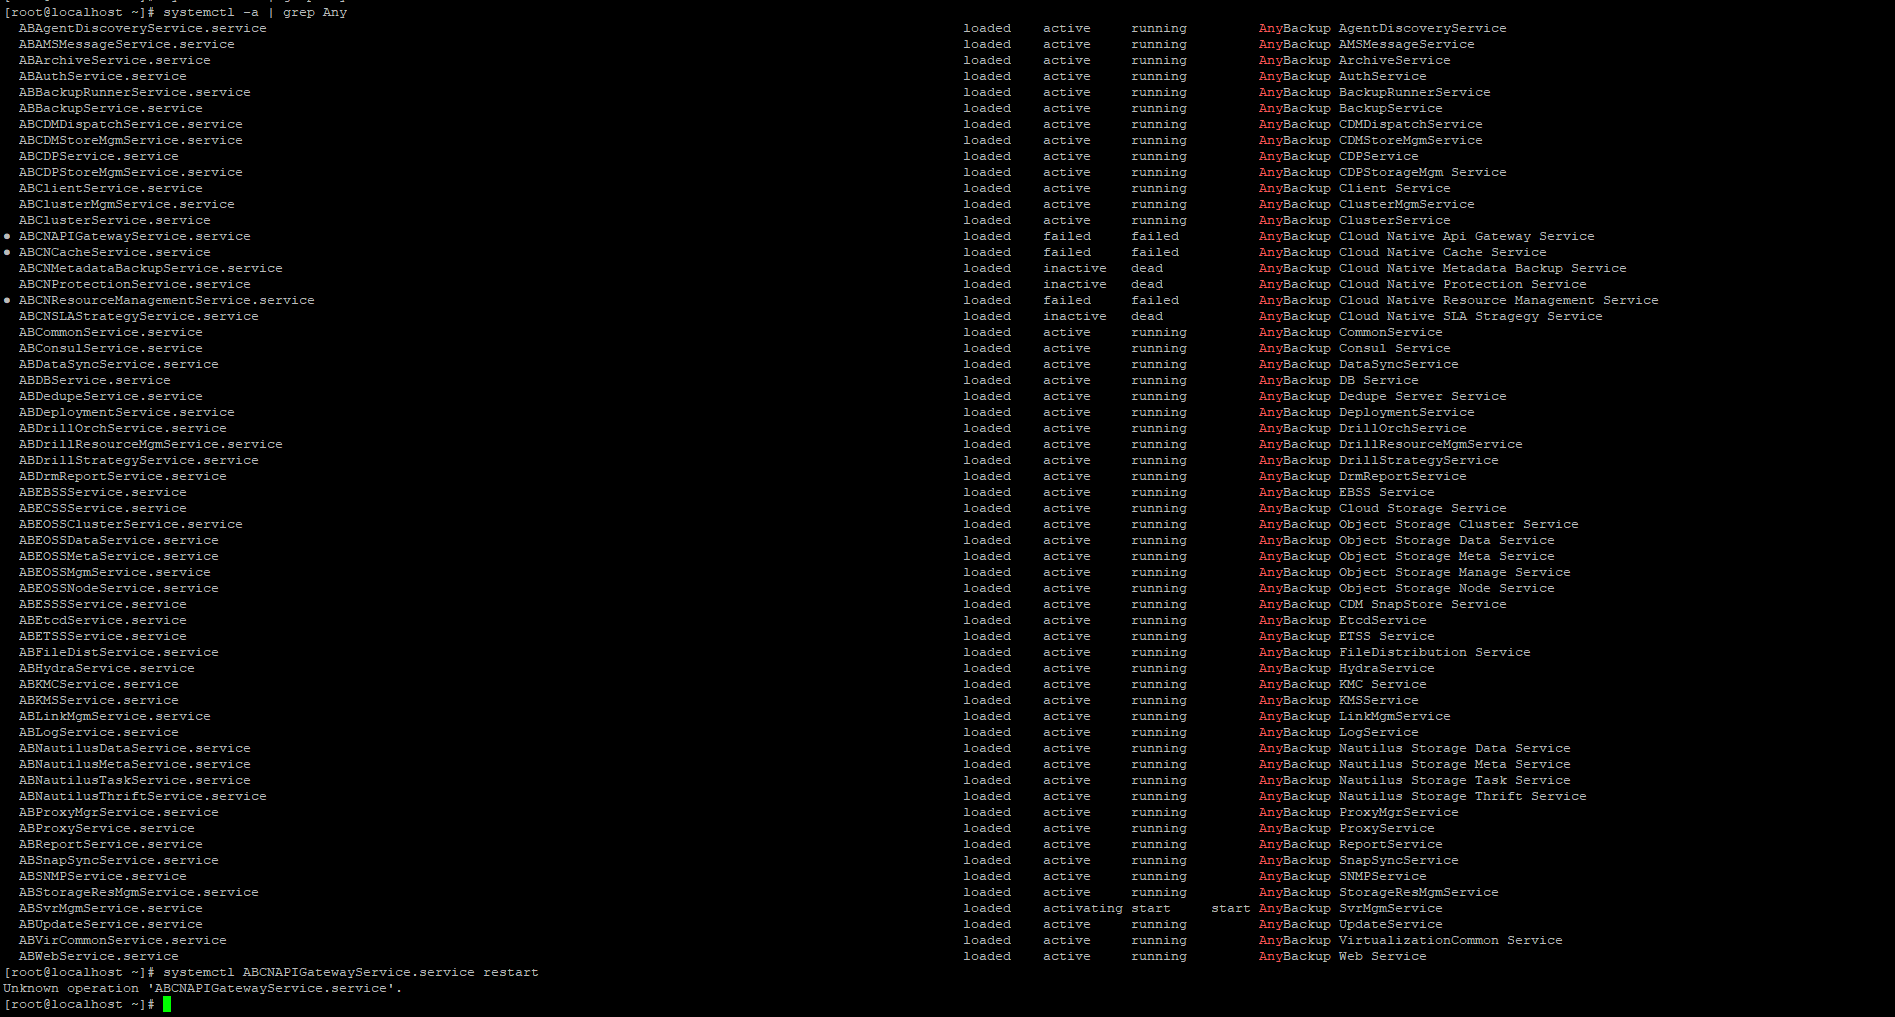 [root@localhost ~]# systemctl -a | grep Any
ABAgentDiscoveryService.service loaded active running AnyBackup AgentDiscoveryService
ABAMSMessageService.service loaded active running AnyBackup AMSMessageService
ABArchiveService.service loaded active running AnyBackup ArchiveService
ABAuthService.service loaded active running AnyBackup AuthService
ABBackupRunnerService.service loaded active running AnyBackup BackupRunnerService
ABBackupService.service loaded active running AnyBackup BackupService
ABCDMDispatchService.service loaded active running AnyBackup CDMDispatchService
ABCDMStoreMgmService.service loaded active running AnyBackup CDMStoreMgmService
ABCDPService.service loaded active running AnyBackup CDPService
ABCDPStoreMgmService.service loaded active running AnyBackup CDPStorageMgm Service
ABClientService.service loaded active running AnyBackup Client Service
ABClusterMgmService.service loaded active running AnyBackup ClusterMgmService
ABClusterService.service loaded active running AnyBackup ClusterService
● ABCNAPIGatewayService.service loaded failed failed AnyBackup Cloud Native Api Gateway Service
● ABCNCacheService.service loaded failed failed AnyBackup Cloud Native Cache Service
ABCNMetadataBackupService.service loaded inactive dead AnyBackup Cloud Native Metadata Backup Service
ABCNProtectionService.service loaded inactive dead AnyBackup Cloud Native Protection Service
● ABCNResourceManagementService.service loaded failed failed AnyBackup Cloud Native Resource Management Service
ABCNSLAStrategyService.service loaded inactive dead AnyBackup Cloud Native SLA Stragegy Service
ABCommonService.service loaded active running AnyBackup CommonService
ABConsulService.service loaded active running AnyBackup Consul Service
ABDataSyncService.service loaded active running AnyBackup DataSyncService
ABDBService.service loaded active running AnyBackup DB Service
ABDedupeService.service loaded active running AnyBackup Dedupe Server Service
ABDeploymentService.service loaded active running AnyBackup DeploymentService
ABDrillOrchService.service loaded active running AnyBackup DrillOrchService
ABDrillResourceMgmService.service loaded active running AnyBackup DrillResourceMgmService
ABDrillStrategyService.service loaded active running AnyBackup DrillStrategyService
ABDrmReportService.service loaded active running AnyBackup DrmReportService
ABEBSSService.service loaded active running AnyBackup EBSS Service
ABECSSService.service loaded active running AnyBackup Cloud Storage Service
ABEOSSClusterService.service loaded active running AnyBackup Object Storage Cluster Service
ABEOSSDataService.service loaded active running AnyBackup Object Storage Data Service
ABEOSSMetaService.service loaded active running AnyBackup Object Storage Meta Service
ABEOSSMgmService.service loaded active running AnyBackup Object Storage Manage Service
ABEOSSNodeService.service loaded active running AnyBackup Object Storage Node Service
ABESSSService.service loaded active running AnyBackup CDM SnapStore Service
ABEtcdService.service loaded active running AnyBackup EtcdService
ABETSSService.service loaded active running AnyBackup ETSS Service
ABFileDistService.service loaded active running AnyBackup FileDistribution Service
ABHydraService.service loaded active running AnyBackup HydraService
ABKMCService.service loaded active running AnyBackup KMC Service
ABKMSService.service loaded active running AnyBackup KMSService
ABLinkMgmService.service loaded active running AnyBackup LinkMgmService
ABLogService.service loaded active running AnyBackup LogService
ABNautilusDataService.service loaded active running AnyBackup Nautilus Storage Data Service
ABNautilusMetaService.service loaded active running AnyBackup Nautilus Storage Meta Service
ABNautilusTaskService.service loaded active running AnyBackup Nautilus Storage Task Service
ABNautilusThriftService.service loaded active running AnyBackup Nautilus Storage Thrift Service
ABProxyMgrService.service loaded active running AnyBackup ProxyMgrService
ABProxyService.service loaded active running AnyBackup ProxyService
ABReportService.service loaded active running AnyBackup ReportService
ABSnapSyncService.service loaded active running AnyBackup SnapSyncService
ABSNMPService.service loaded active running AnyBackup SNMPService
ABStorageResMgmService.service loaded active running AnyBackup StorageResMgmService
ABSvrMgmService.service loaded activating start start AnyBackup SvrMgmService
ABUpdateService.service loaded active running AnyBackup UpdateService
ABVirCommonService.service loaded active running AnyBackup VirtualizationCommon Service
ABWebService.service loaded active running AnyBackup Web Service
[root@localhost ~]# systemctl ABCNAPIGatewayService.service restart
Unknown operation 'ABCNAPIGatewayService.service'.
[root@localhost ~]#